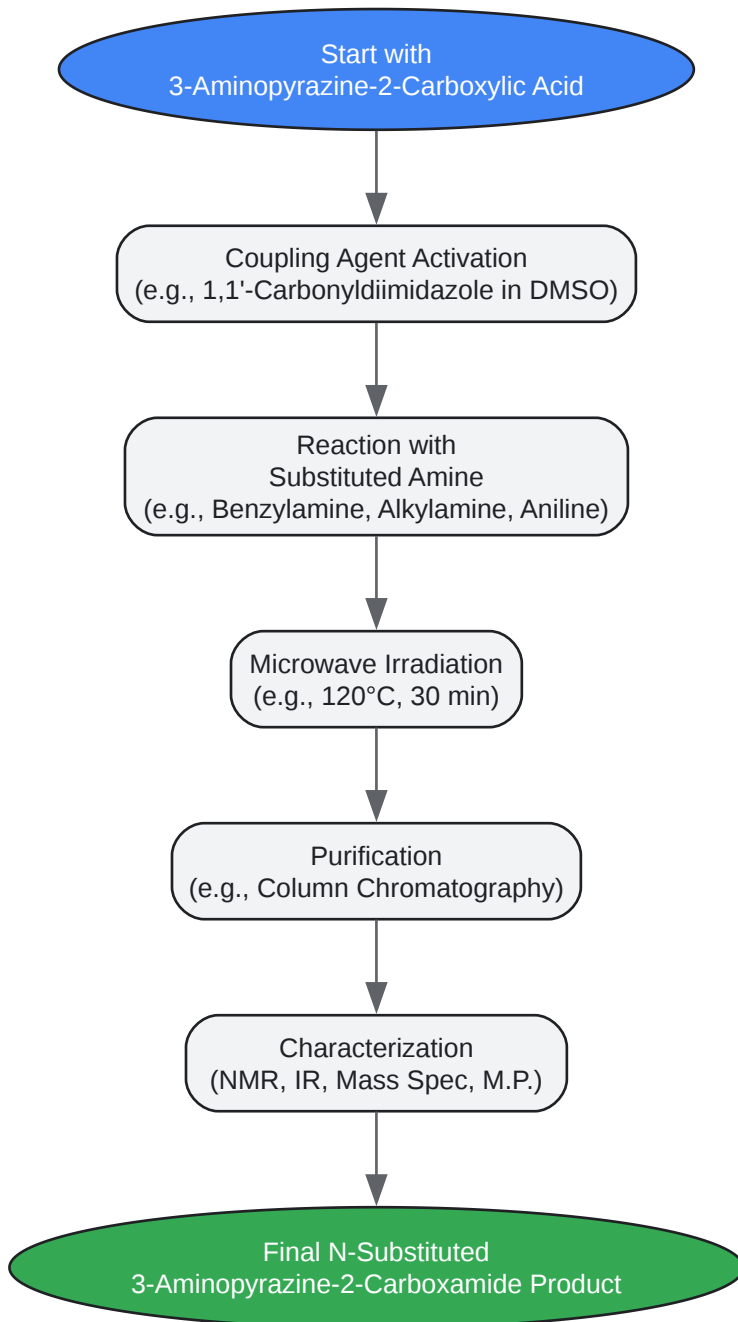 Start with
3-Aminopyrazine-2-Carboxylic Acid
Coupling Agent Activation
(e.g., 1,1'-Carbonyldiimidazole in DMSO)
Reaction with
Substituted Amine
(e.g., Benzylamine, Alkylamine, Aniline)
Microwave Irradiation
(e.g., 120°C, 30 min)
Purification
(e.g., Column Chromatography)
Characterization
(NMR, IR, Mass Spec, M.P.)
Final N-Substituted
3-Aminopyrazine-2-Carboxamide Product